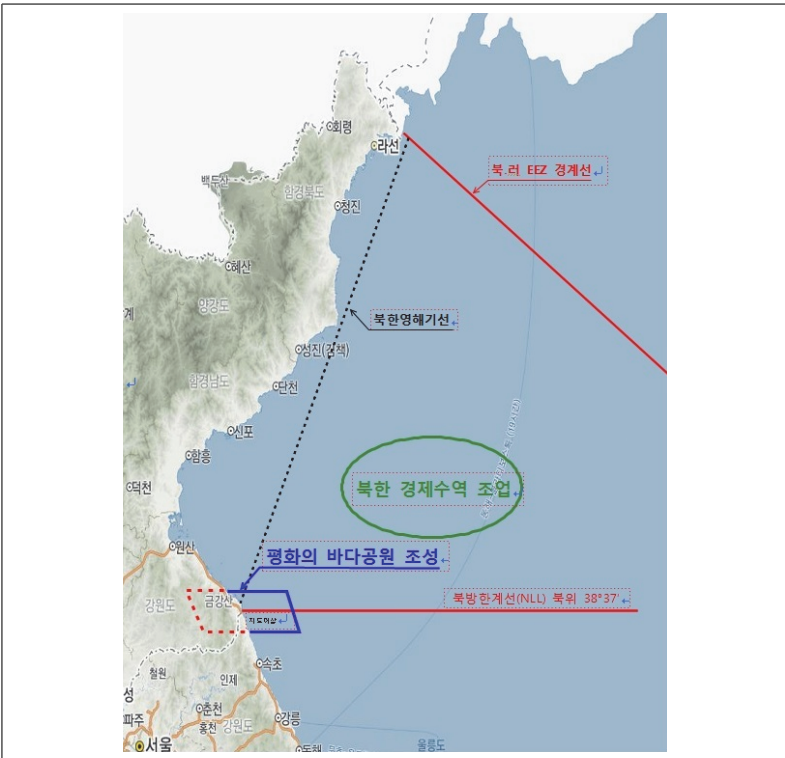 회령
라선
북.러 EEZ 경계선
백두산
함경북도
청진
혜산
양강도
계
북한영해기선
성진(김책)
함경남도
단천
신포
북한 경제수역 조업
함흥
덕천
원산
평화의 바다공원 조성
금강산
강원도
북방한계선(NLL) 북위 38°37'
저도어장
속초
철원
인제
성
춘천
파주
홍천
강원도
강릉
서울
동해
울릉도